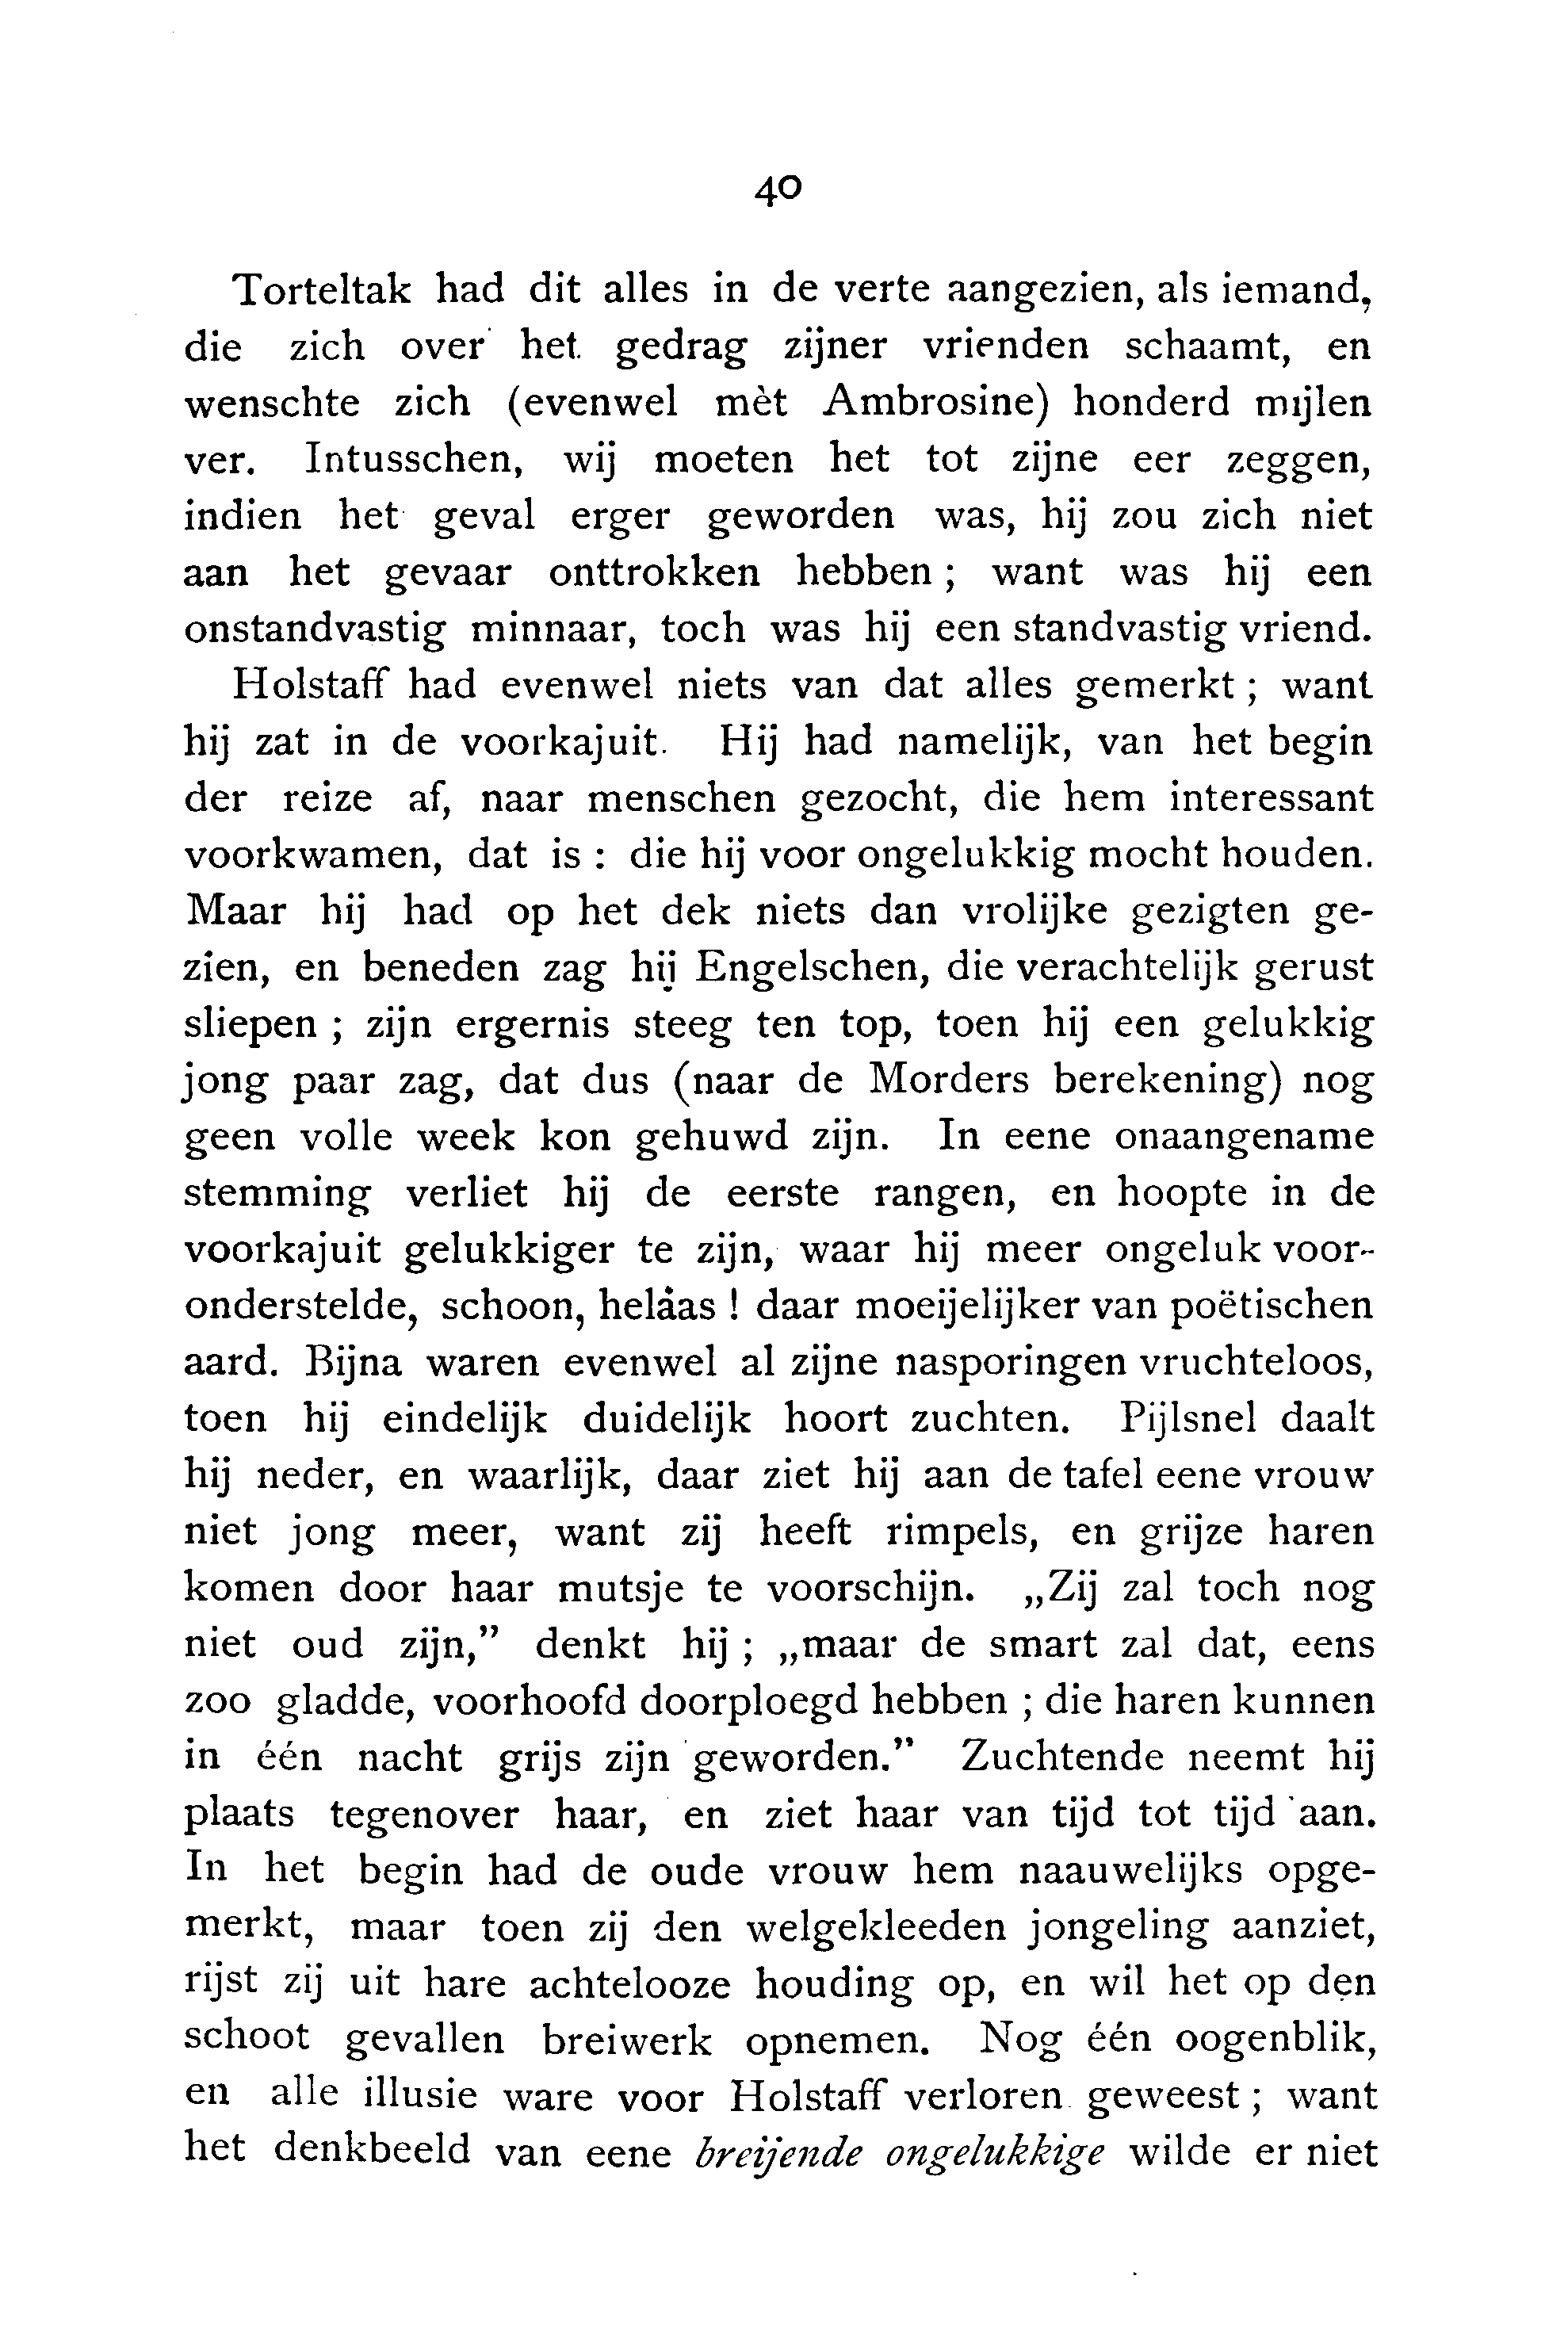 40
Torteltak had dit alles in de verte aangezien, als iemand,
die zich over het gedrag zijner vrienden schaamt, en
wenschte zich (evenwel mèt Ambrosine) honderd mijlen
ver. Intusschen, wij moeten het tot zijne eer zeggen,
indien het geval erger geworden was, hij zou zich niet
aan het gevaar onttrokken hebben ; want was hij een
onstandvastig minnaar, toch was hij een standvastig vriend.
Holstaff had evenwel niets van dat alles gemerkt ; want
hij zat in de voorkajuit. Hij had namelijk, van het begin
der reize af, naar menschen gezocht, die hem interessant
voorkwamen, dat is : die hij voor ongelukkig mocht houden.
Maar hij had op het dek niets dan vrolijke gezigten ge-
zien, en beneden zag hij Engelschen, die verachtelijk gerust
sliepen ; zijn ergernis steeg ten top, toen hij een gelukkig
jong paar zag, dat dus (naar de Morders berekening) nog
geen volle week kon gehuwd zijn. In eene onaangename
stemming verliet hij de eerste rangen, en hoopte in de
voorkajuit gelukkiger te zijn, waar hij meer ongeluk voor-
onderstelde, schoon, helâas ! daar moeijelijker van poëtischen
aard. Bijna waren evenwel al zijne nasporingen vruchteloos,
toen hij eindelijk duidelijk hoort zuchten. Pijlsnel daalt
hij neder, en waarlijk, daar ziet hij aan de tafel eene vrouw
niet jong meer, want zij heeft rimpels, en grijze haren
komen door haar mutsje te voorschijn. „Zij zal toch nog
niet oud zijn,” denkt hij ; „maar de smart zal dat, eens
zoo gladde, voorhoofd doorploegd hebben ; die haren kunnen
in één nacht grijs zijn geworden.” Zuchtende neemt hij
plaats tegenover haar, en ziet haar van tijd tot tijd aan.
In het begin had de oude vrouw hem naauwelijks opge-
merkt, maar toen zij den welgekleeden jongeling aanziet,
rijst zij uit hare achtelooze houding op, en wil het op den
schoot gevallen breiwerk opnemen. Nog één oogenblik,
en alle illusie ware voor Holstaff verloren geweest ; want
het denkbeeld van eene breijende ongelukkige wilde er niet